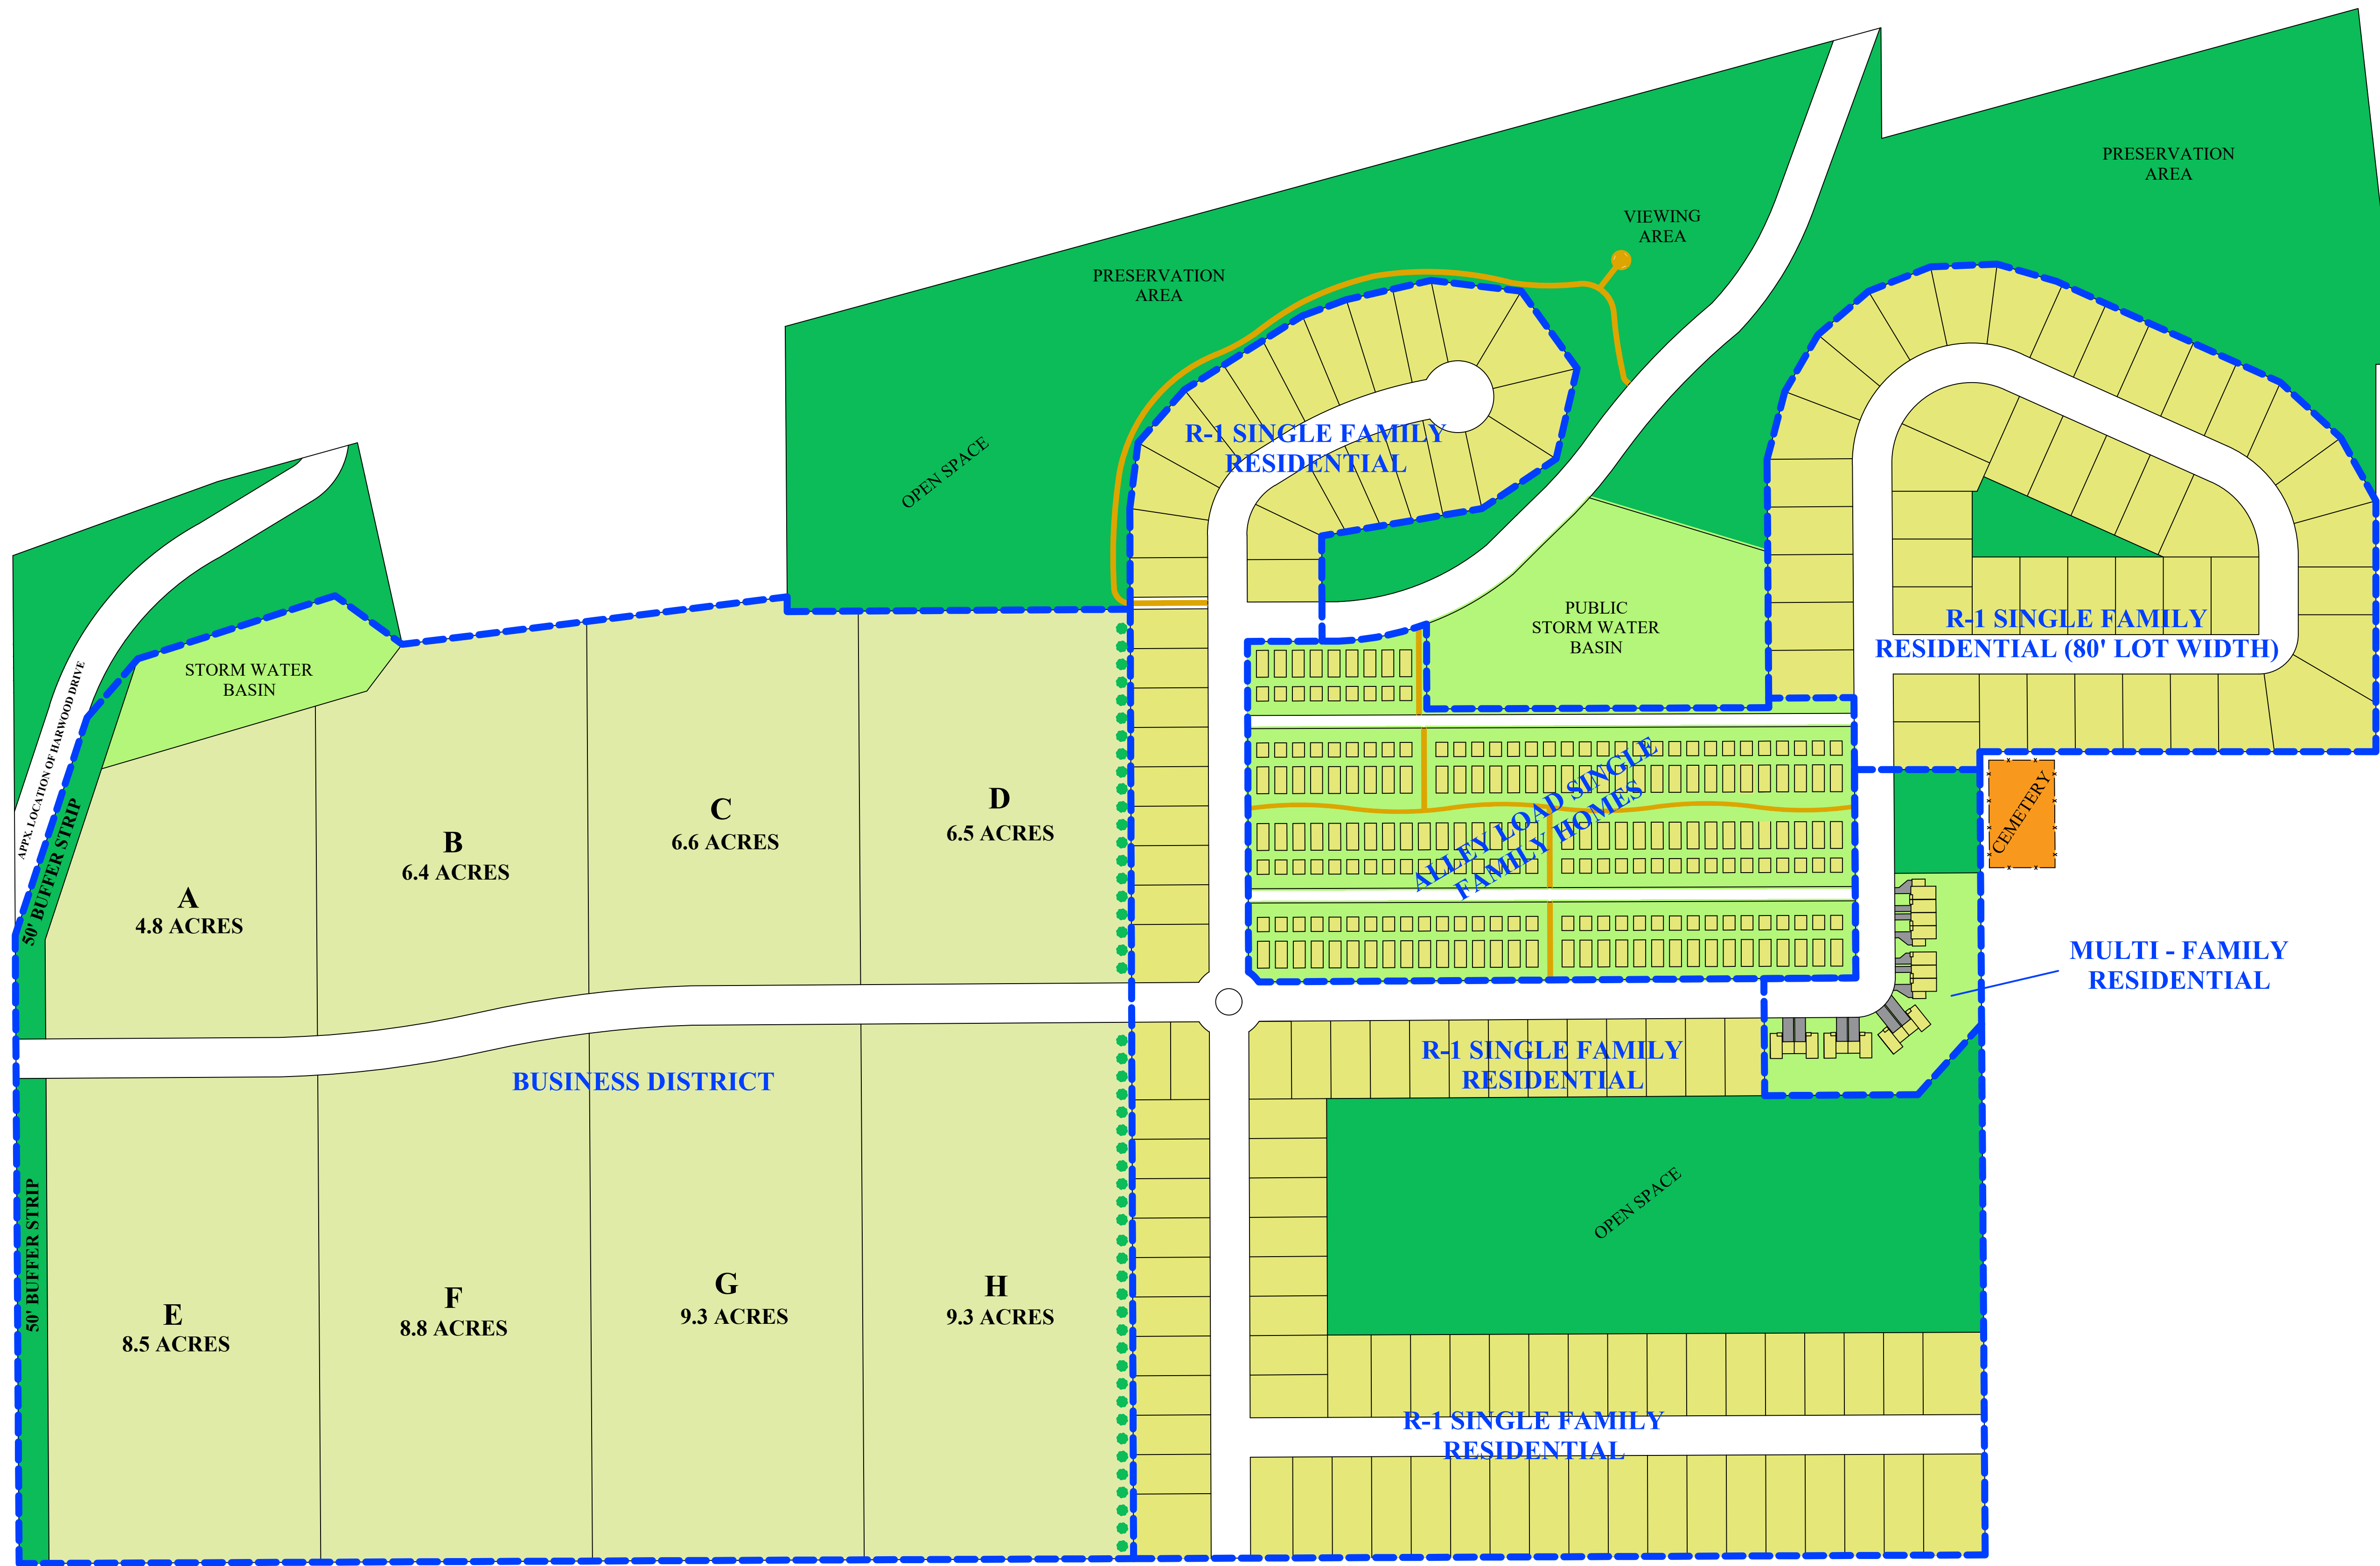 PRESERVATION
AREA
VIEWING
AREA
PRESERVATION
AREA
OPEN SPACE
R-1 SINGLE FAMILY
RESIDENTIAL
PUBLIC
STORM WATER
BASIN
R-1 SINGLE FAMILY
RESIDENTIAL (80' LOT WIDTH)
STORM WATER
BASIN
APPX. LOCATION OF HARWOOD DRIVE
50' BUFFER STRIP
A
4.8 ACRES
B
6.4 ACRES
C
6.6 ACRES
D
6.5 ACRES
ALLEY LOAD SINGLE
FAMILY HOMES
CEMETERY
MULTI - FAMILY
RESIDENTIAL
BUSINESS DISTRICT
R-1 SINGLE FAMILY
RESIDENTIAL
50' BUFFER STRIP
E
8.5 ACRES
F
8.8 ACRES
G
9.3 ACRES
H
9.3 ACRES
OPEN SPACE
R-1 SINGLE FAMILY
RESIDENTIAL